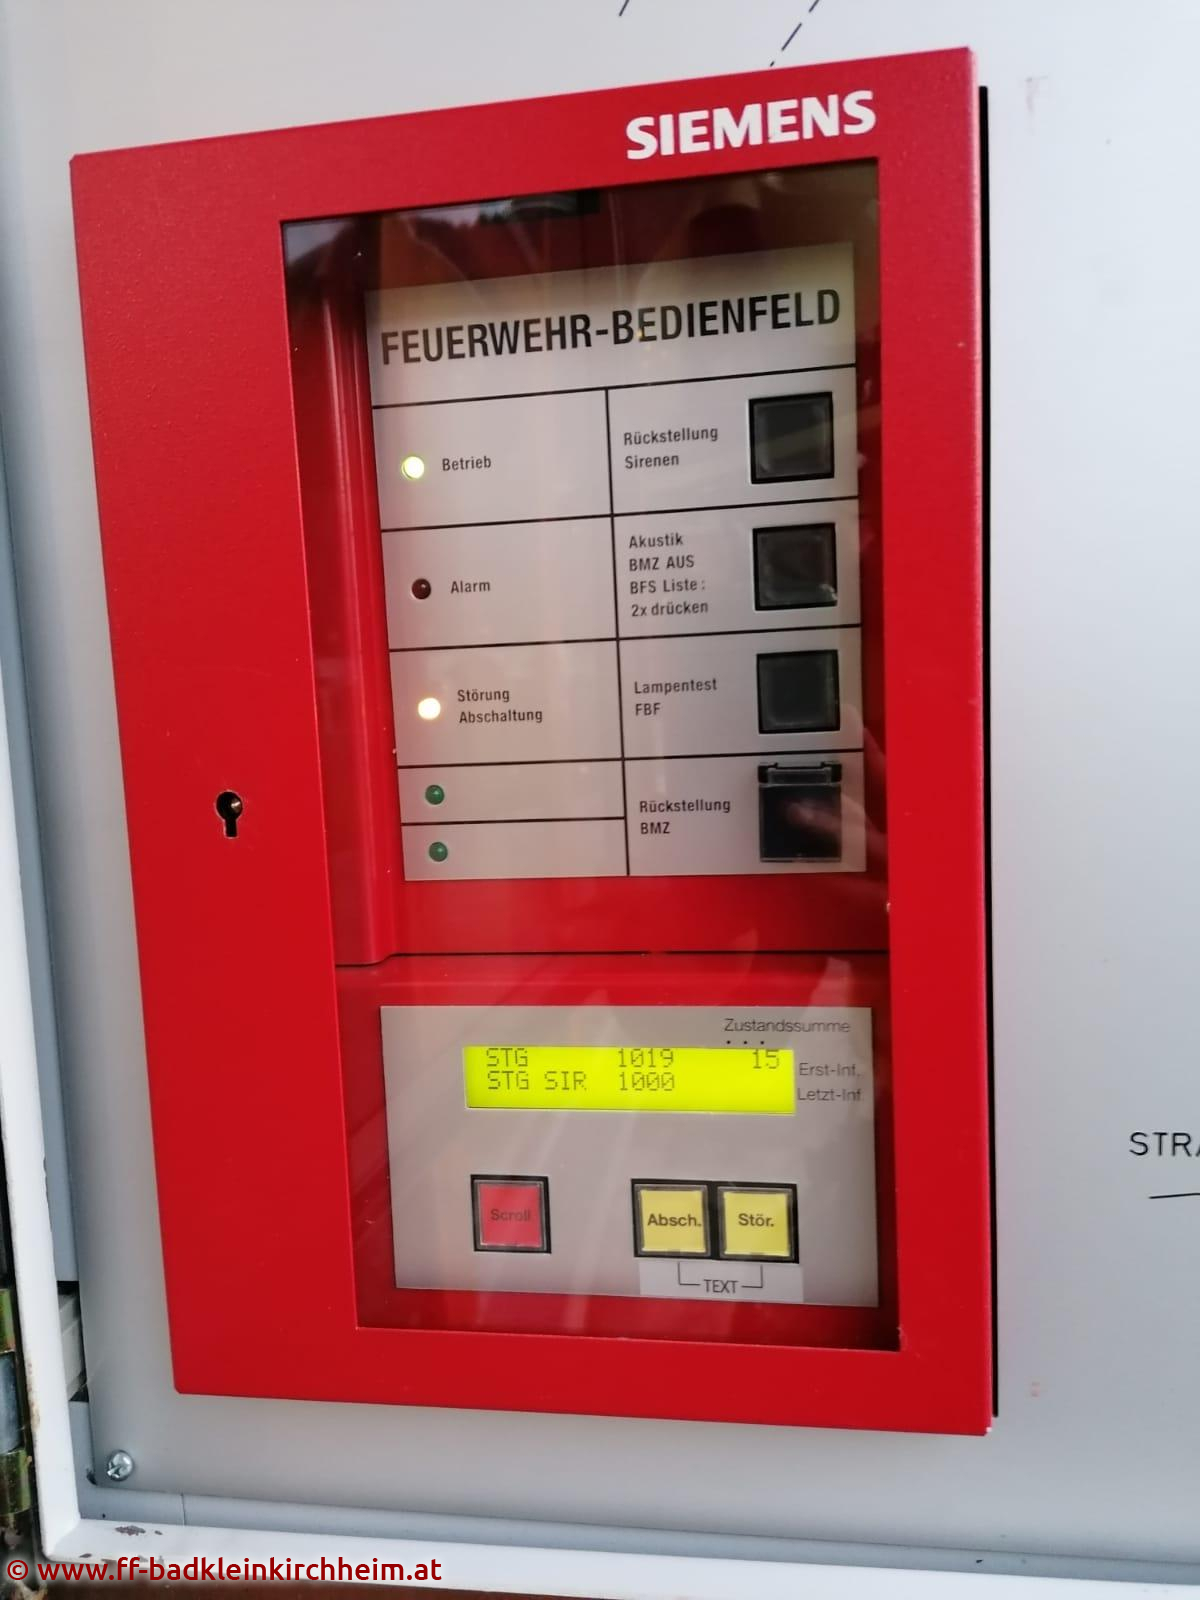 SIEMENS
FEUERWEHR-BEDIENFELD
Betrieb
Rückstellung
Sirenen
Alarm
Akustik
BMZ AUS
BFS Liste :
2x drücken
Störung
Abschaltung
Lampentest
FBF
Rückstellung
BMZ
Zustandssumme
STG 1019 15
Erst-Inf.
STG SIR 1000
Letzt-Inf.
Scroll
Absch.
Stör.
TEXT
STRA
© www.ff-badkleinkirchheim.at